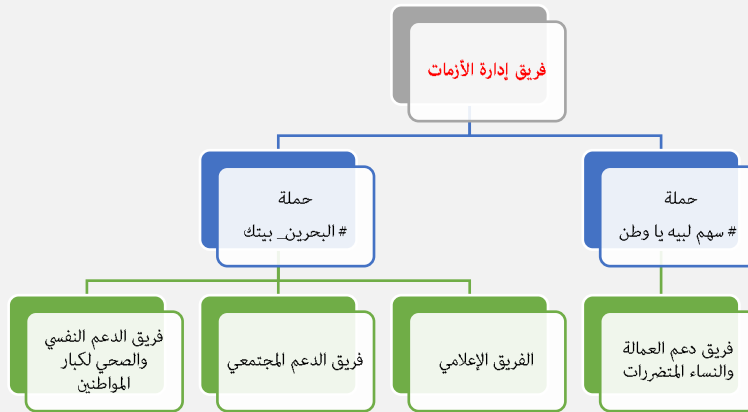 فريق إدارة الأزمات
حملة
# سهم لبيه يا وطن
حملة
# البحرين_ بيتك
فريق دعم العمالة
والنساء المتضررات
الفريق الإعلامي
فريق الدعم المجتمعي
فريق الدعم النفسي
والصحي لكبار
المواطنين